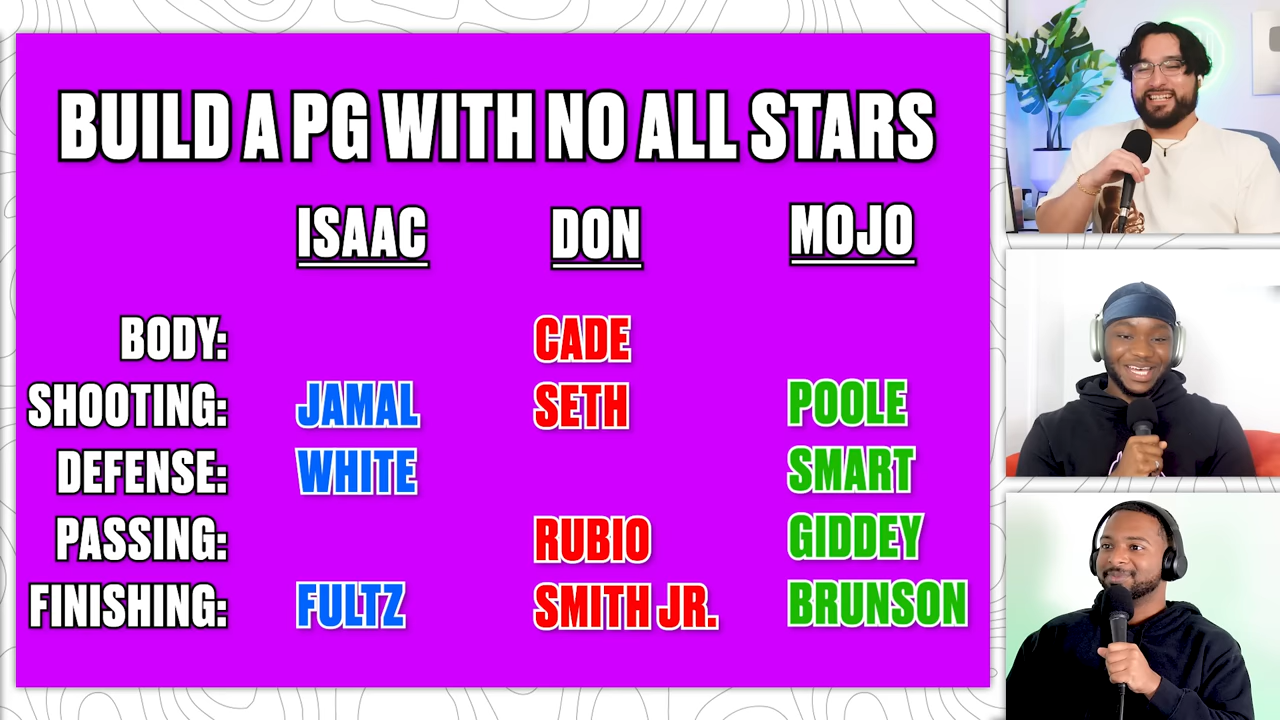 BUILD A PG WITH NO ALL STARS
ISAAC DON MOJO
BODY: CADE
SHOOTING: JAMAL SETH POOLE
DEFENSE: WHITE SMART
PASSING: RUBIO GIDDEY
FINISHING: FULTZ SMITH JR. BRUNSON